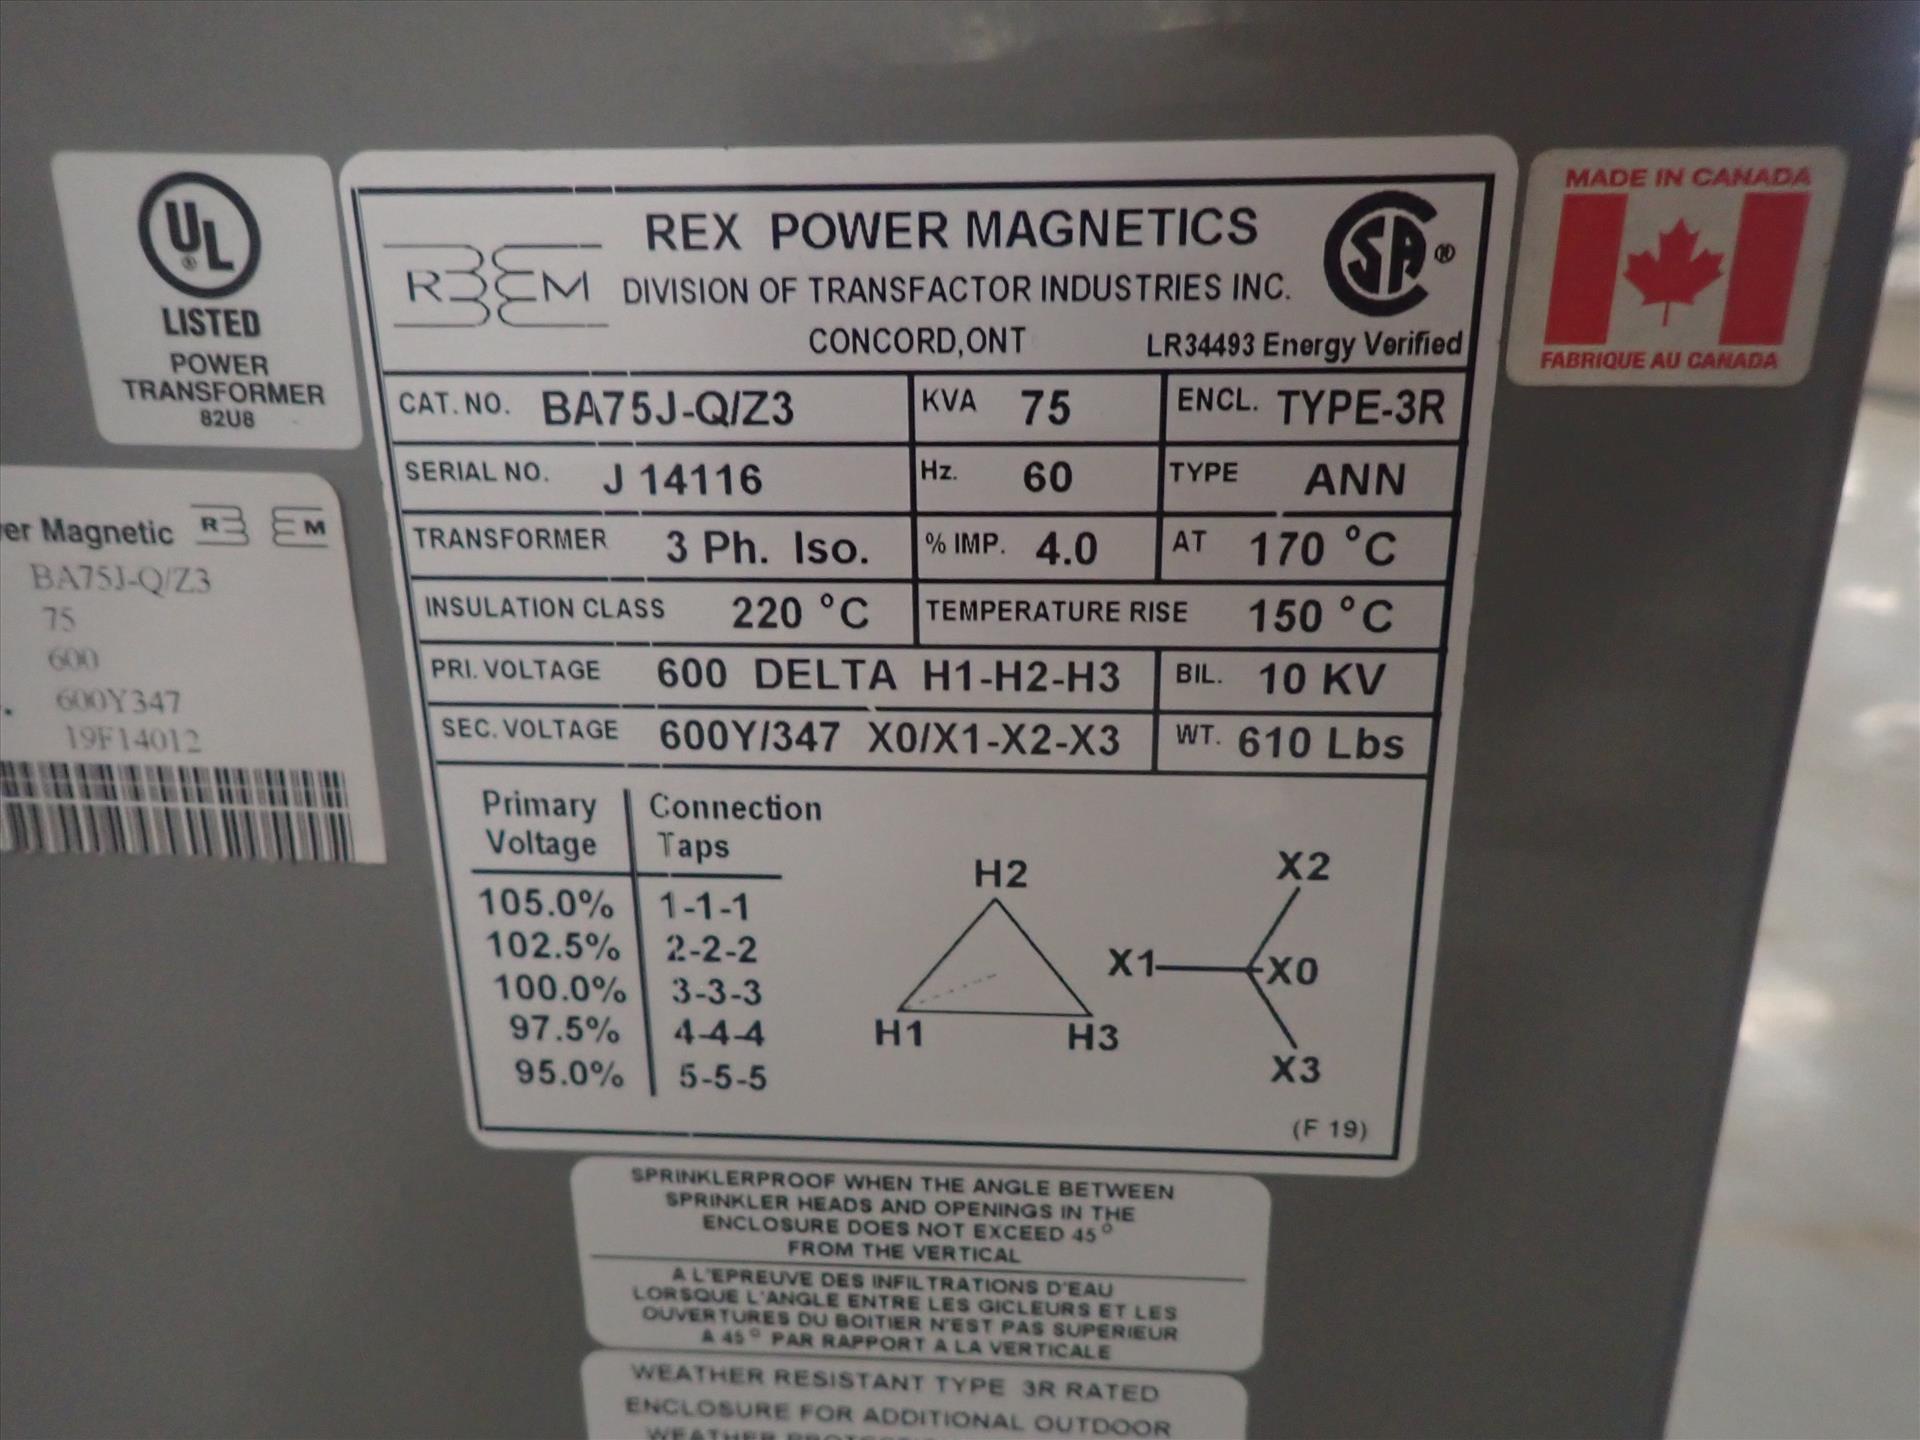 UL
®
LISTED
POWER
TRANSFORMER
82U8
REM
REX POWER MAGNETICS
DIVISION OF TRANSFACTOR INDUSTRIES INC.
CONCORD,ONT
SA ®
LR34493 Energy Verified
CAT. NO. BA75J-Q/Z3 KVA 75 ENCL. TYPE-3R
SERIAL NO. J 14116 Hz. 60 TYPE ANN
TRANSFORMER 3 Ph. Iso. % IMP. 4.0 AT 170 °C
INSULATION CLASS 220 °C TEMPERATURE RISE 150 °C
PRI. VOLTAGE 600 DELTA H1-H2-H3 BIL. 10 KV
SEC. VOLTAGE 600Y/347 X0/X1-X2-X3 WT. 610 Lbs
Primary Connection
Voltage Taps
105.0% 1-1-1
102.5% 2-2-2
100.0% 3-3-3
97.5% 4-4-4
95.0% 5-5-5
H2
H1
H3
X2
X1
X0
X3
(F 19)
MADE IN CANADA
FABRIQUE AU CANADA
Magnetic REM
BA75J-Q/Z3
75
600
600Y347
19F14012
SPRINKLERPROOF WHEN THE ANGLE BETWEEN
SPRINKLER HEADS AND OPENINGS IN THE
ENCLOSURE DOES NOT EXCEED 45°
FROM THE VERTICAL
A L'EPREUVE DES INFILTRATIONS D'EAU
LORSQUE L'ANGLE ENTRE LES GICLEURS ET LES
OUVERTURES DU BOITIER N'EST PAS SUPERIEUR
A 45° PAR RAPPORT A LA VERTICALE
WEATHER RESISTANT TYPE 3R RATED
ENCLOSURE FOR ADDITIONAL OUTDOOR